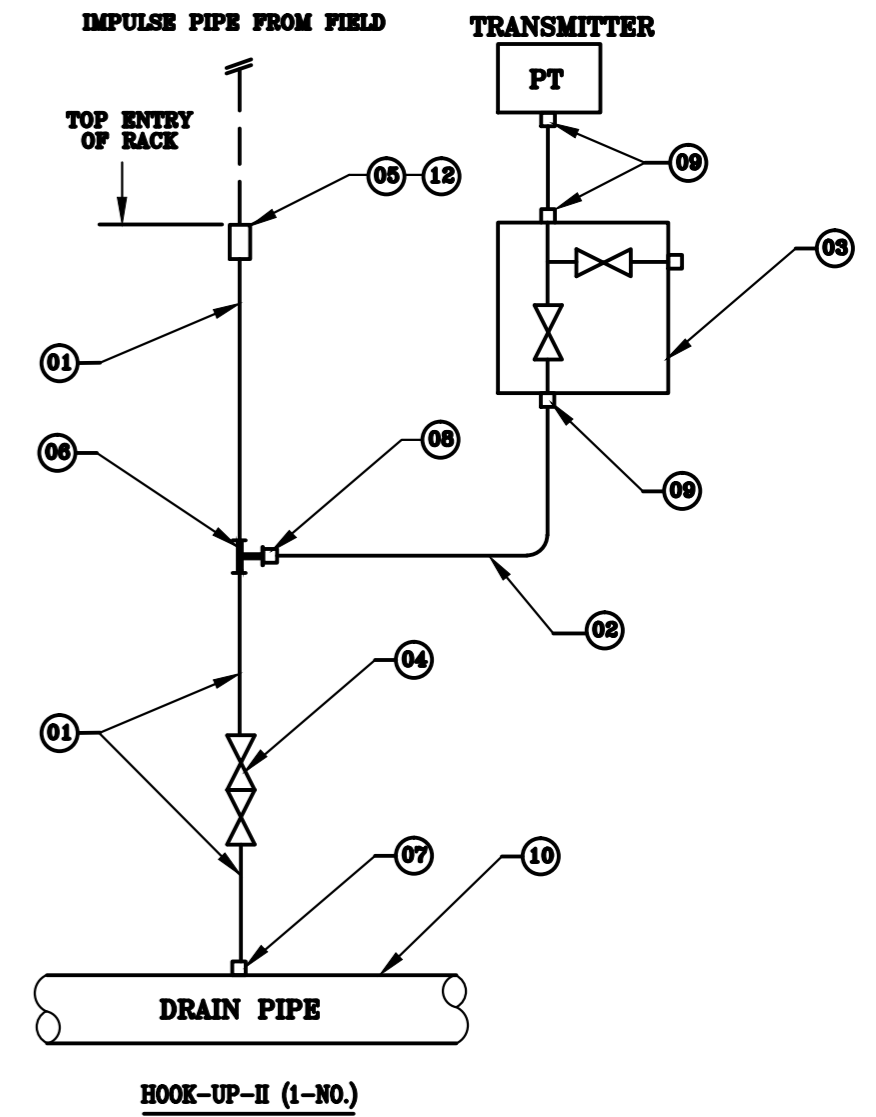 IMPULSE PIPE FROM FIELD
TRANSMITTER
PT
TOP ENTRY
OF RACK
05
12
09
03
01
06
08
09
02
04
01
07
10
DRAIN PIPE
HOOK-UP-II (1-NO.)